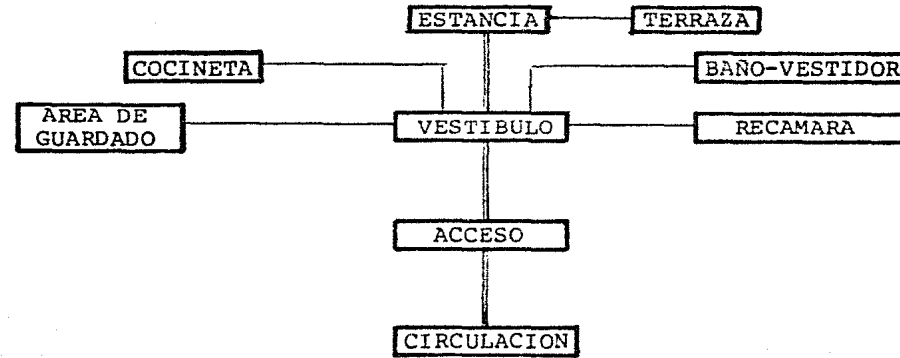 ESTANCIA
TERRAZA
COCINETA
BAÑO-VESTIDOR
AREA DE
GUARDADO
VESTIBULO
RECAMARA
ACCESO
CIRCULACION